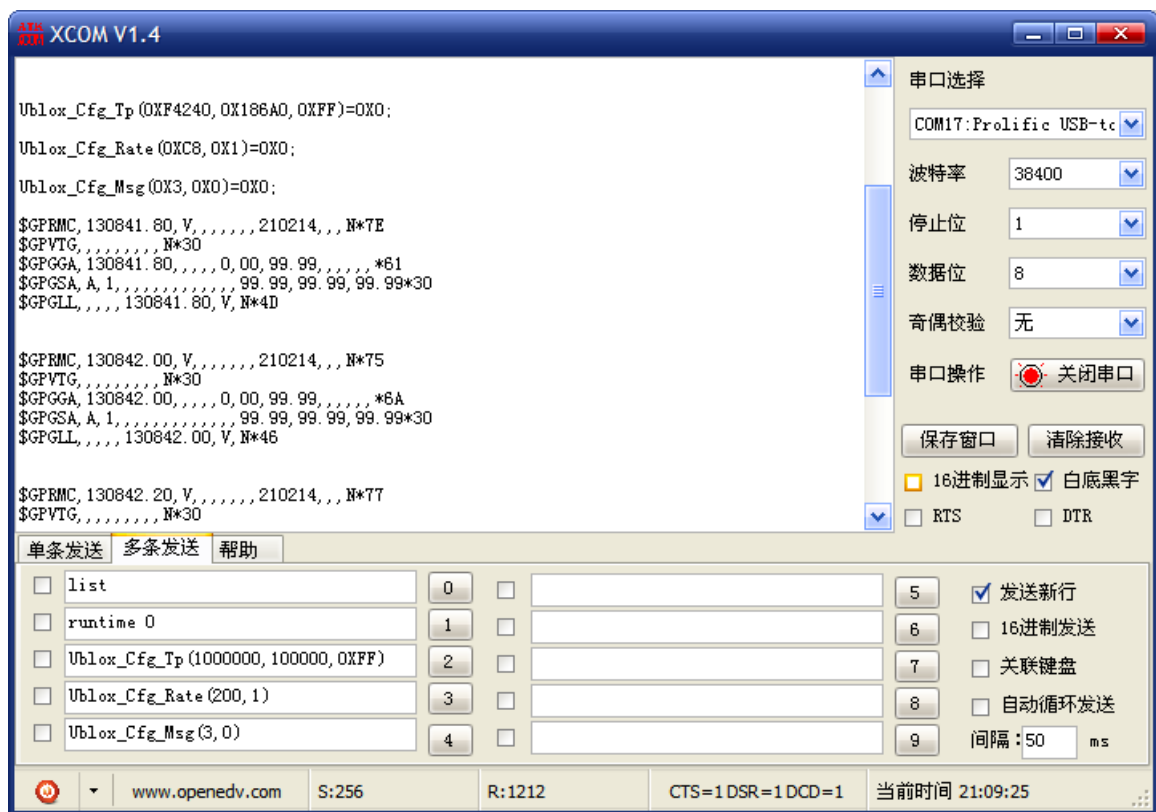 ATK XCOM XCOM V1.4
Ublox_Cfg_Tp(0XF4240,0X186A0,0XFF)=0X0;
Ublox_Cfg_Rate(0XC8,0X1)=0X0;
Ublox_Cfg_Msg(0X3,0X0)=0X0;
$GPRMC,130841.80,V,,,,,,,210214,,,N*7E
$GPVTG,,,,,,,,,N*30
$GPGGA,130841.80,,,,,0,00,99.99,,,,,,*61
$GPGSA,A,1,,,,,,,,,,,,,99.99,99.99,99.99*30
$GPGLL,,,,,130841.80,V,N*4D
$GPRMC,130842.00,V,,,,,,,210214,,,N*75
$GPVTG,,,,,,,,,N*30
$GPGGA,130842.00,,,,,0,00,99.99,,,,,,*6A
$GPGSA,A,1,,,,,,,,,,,,,99.99,99.99,99.99*30
$GPGLL,,,,,130842.00,V,N*46
$GPRMC,130842.20,V,,,,,,,210214,,,N*77
$GPVTG,,,,,,,,,N*30
串口选择
COM17:Prolific USB-to
波特率 38400
停止位 1
数据位 8
奇偶校验 无
串口操作 关闭串口
保存窗口 清除接收
16进制显示 白底黑字
RTS DTR
单条发送 多条发送 帮助
list 0 5 发送新行
runtime 0 1 6 16进制发送
Ublox_Cfg_Tp(1000000,100000,0XFF) 2 7 关联键盘
Ublox_Cfg_Rate(200,1) 3 8 自动循环发送
Ublox_Cfg_Msg(3,0) 4 9 间隔:50 ms
www.openedv.com S:256 R:1212 CTS=1 DSR=1 DCD=1 当前时间 21:09:25